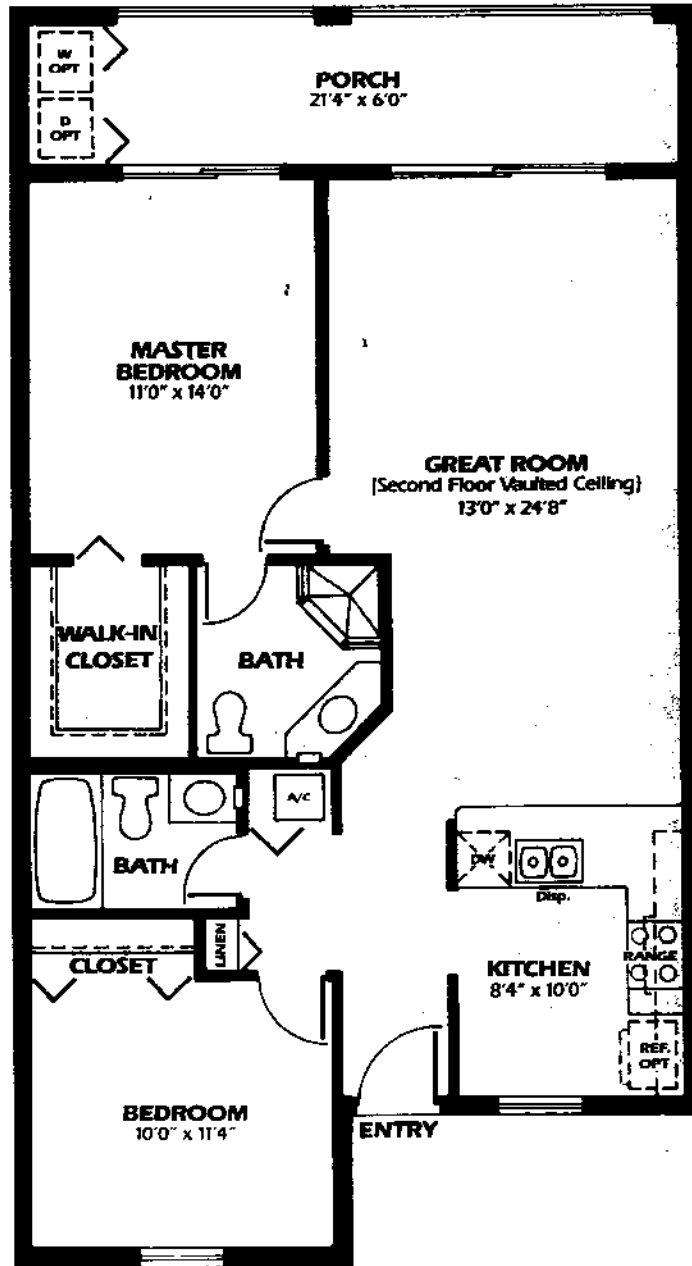 W
OPT
D
OPT
PORCH
21'4" x 6'0"
MASTER
BEDROOM
11'0" x 14'0"
GREAT ROOM
[Second Floor Vaulted Ceiling}
13'0" x 24'8"
WALK-IN
CLOSET
BATH
A/C
BATH
DW
Disp.
LINEN
CLOSET
KITCHEN
8'4" x 10'0"
RANGE
REF.
OPT
BEDROOM
10'0" x 11'4"
ENTRY